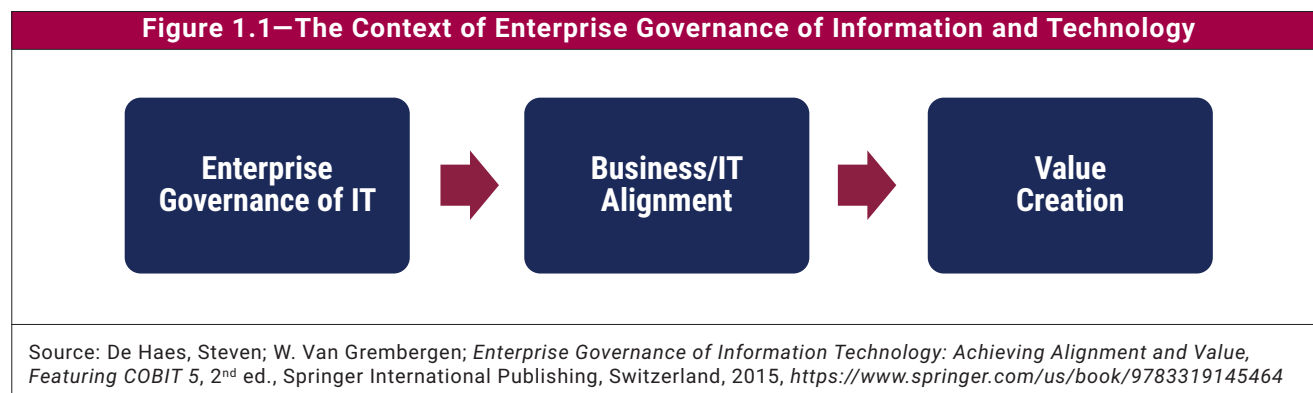 Figure 1.1—The Context of Enterprise Governance of Information and Technology
Enterprise
Governance of IT
Business/IT
Alignment
Value
Creation
Source: De Haes, Steven; W. Van Grembergen; Enterprise Governance of Information Technology: Achieving Alignment and Value,
Featuring COBIT 5, 2nd ed., Springer International Publishing, Switzerland, 2015, https://www.springer.com/us/book/9783319145464